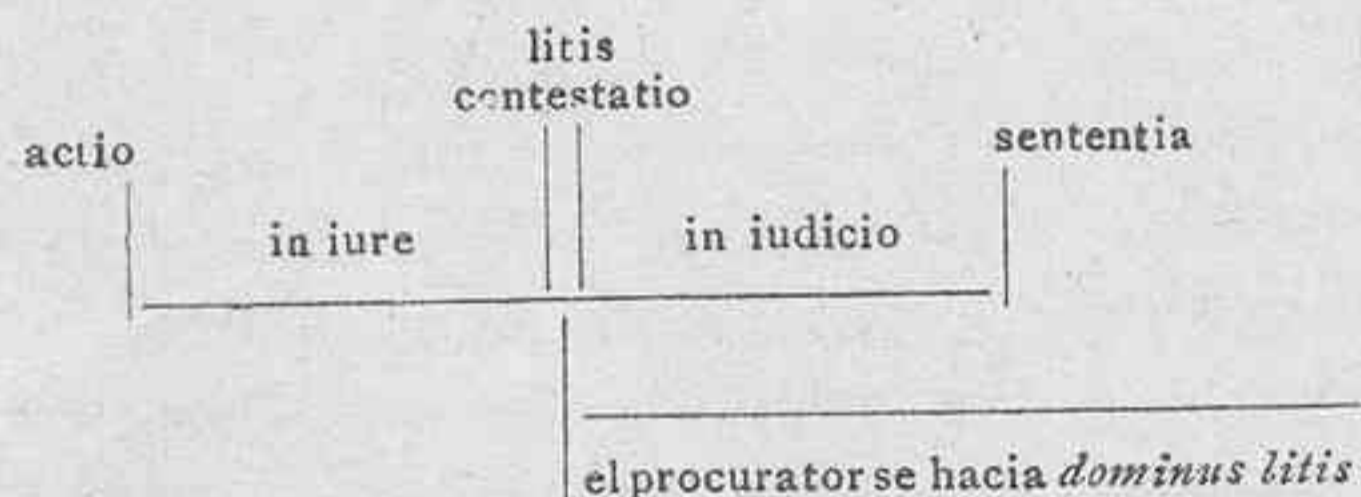 litis
contestatio
actio
sententia
in iure
in iudicio
el procurator se hacia dominus litis